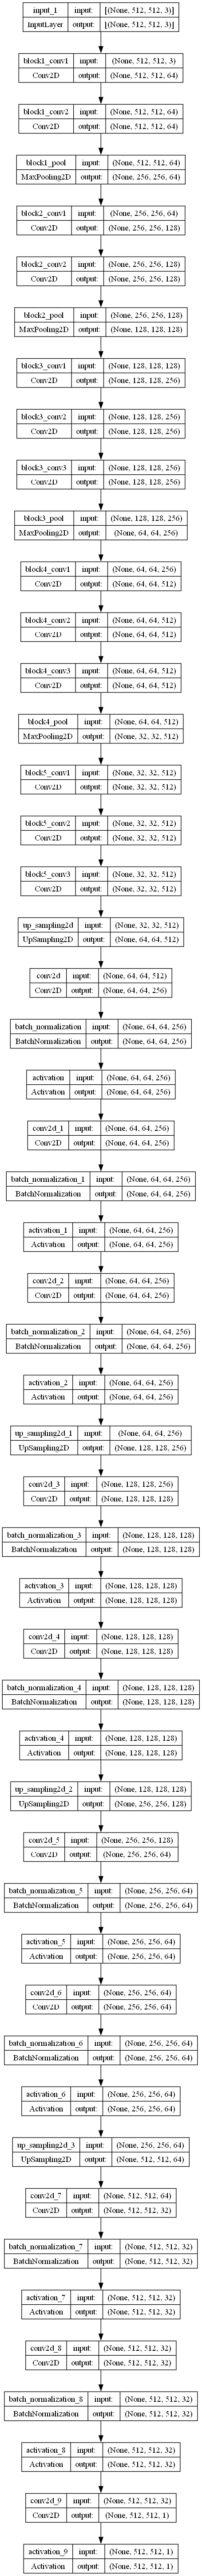 input_1 input: [(None, 512, 512, 3)]
InputLayer output: [(None, 512, 512, 3)]
block1_conv1 input: (None, 512, 512, 3)
Conv2D output: (None, 512, 512, 64)
block1_conv2 input: (None, 512, 512, 64)
Conv2D output: (None, 512, 512, 64)
block1_pool input: (None, 512, 512, 64)
MaxPooling2D output: (None, 256, 256, 64)
block2_conv1 input: (None, 256, 256, 64)
Conv2D output: (None, 256, 256, 128)
block2_conv2 input: (None, 256, 256, 128)
Conv2D output: (None, 256, 256, 128)
block2_pool input: (None, 256, 256, 128)
MaxPooling2D output: (None, 128, 128, 128)
block3_conv1 input: (None, 128, 128, 128)
Conv2D output: (None, 128, 128, 256)
block3_conv2 input: (None, 128, 128, 256)
Conv2D output: (None, 128, 128, 256)
block3_conv3 input: (None, 128, 128, 256)
Conv2D output: (None, 128, 128, 256)
block3_pool input: (None, 128, 128, 256)
MaxPooling2D output: (None, 64, 64, 256)
block4_conv1 input: (None, 64, 64, 256)
Conv2D output: (None, 64, 64, 512)
block4_conv2 input: (None, 64, 64, 512)
Conv2D output: (None, 64, 64, 512)
block4_conv3 input: (None, 64, 64, 512)
Conv2D output: (None, 64, 64, 512)
block4_pool input: (None, 64, 64, 512)
MaxPooling2D output: (None, 32, 32, 512)
block5_conv1 input: (None, 32, 32, 512)
Conv2D output: (None, 32, 32, 512)
block5_conv2 input: (None, 32, 32, 512)
Conv2D output: (None, 32, 32, 512)
block5_conv3 input: (None, 32, 32, 512)
Conv2D output: (None, 32, 32, 512)
up_sampling2d input: (None, 32, 32, 512)
UpSampling2D output: (None, 64, 64, 512)
conv2d input: (None, 64, 64, 512)
Conv2D output: (None, 64, 64, 256)
batch_normalization input: (None, 64, 64, 256)
BatchNormalization output: (None, 64, 64, 256)
activation input: (None, 64, 64, 256)
Activation output: (None, 64, 64, 256)
conv2d_1 input: (None, 64, 64, 256)
Conv2D output: (None, 64, 64, 256)
batch_normalization_1 input: (None, 64, 64, 256)
BatchNormalization output: (None, 64, 64, 256)
activation_1 input: (None, 64, 64, 256)
Activation output: (None, 64, 64, 256)
conv2d_2 input: (None, 64, 64, 256)
Conv2D output: (None, 64, 64, 256)
batch_normalization_2 input: (None, 64, 64, 256)
BatchNormalization output: (None, 64, 64, 256)
activation_2 input: (None, 64, 64, 256)
Activation output: (None, 64, 64, 256)
up_sampling2d_1 input: (None, 64, 64, 256)
UpSampling2D output: (None, 128, 128, 256)
conv2d_3 input: (None, 128, 128, 256)
Conv2D output: (None, 128, 128, 128)
batch_normalization_3 input: (None, 128, 128, 128)
BatchNormalization output: (None, 128, 128, 128)
activation_3 input: (None, 128, 128, 128)
Activation output: (None, 128, 128, 128)
conv2d_4 input: (None, 128, 128, 128)
Conv2D output: (None, 128, 128, 128)
batch_normalization_4 input: (None, 128, 128, 128)
BatchNormalization output: (None, 128, 128, 128)
activation_4 input: (None, 128, 128, 128)
Activation output: (None, 128, 128, 128)
up_sampling2d_2 input: (None, 128, 128, 128)
UpSampling2D output: (None, 256, 256, 128)
conv2d_5 input: (None, 256, 256, 128)
Conv2D output: (None, 256, 256, 64)
batch_normalization_5 input: (None, 256, 256, 64)
BatchNormalization output: (None, 256, 256, 64)
activation_5 input: (None, 256, 256, 64)
Activation output: (None, 256, 256, 64)
conv2d_6 input: (None, 256, 256, 64)
Conv2D output: (None, 256, 256, 64)
batch_normalization_6 input: (None, 256, 256, 64)
BatchNormalization output: (None, 256, 256, 64)
activation_6 input: (None, 256, 256, 64)
Activation output: (None, 256, 256, 64)
up_sampling2d_3 input: (None, 256, 256, 64)
UpSampling2D output: (None, 512, 512, 64)
conv2d_7 input: (None, 512, 512, 64)
Conv2D output: (None, 512, 512, 32)
batch_normalization_7 input: (None, 512, 512, 32)
BatchNormalization output: (None, 512, 512, 32)
activation_7 input: (None, 512, 512, 32)
Activation output: (None, 512, 512, 32)
conv2d_8 input: (None, 512, 512, 32)
Conv2D output: (None, 512, 512, 32)
batch_normalization_8 input: (None, 512, 512, 32)
BatchNormalization output: (None, 512, 512, 32)
activation_8 input: (None, 512, 512, 32)
Activation output: (None, 512, 512, 32)
conv2d_9 input: (None, 512, 512, 32)
Conv2D output: (None, 512, 512, 1)
activation_9 input: (None, 512, 512, 1)
Activation output: (None, 512, 512, 1)